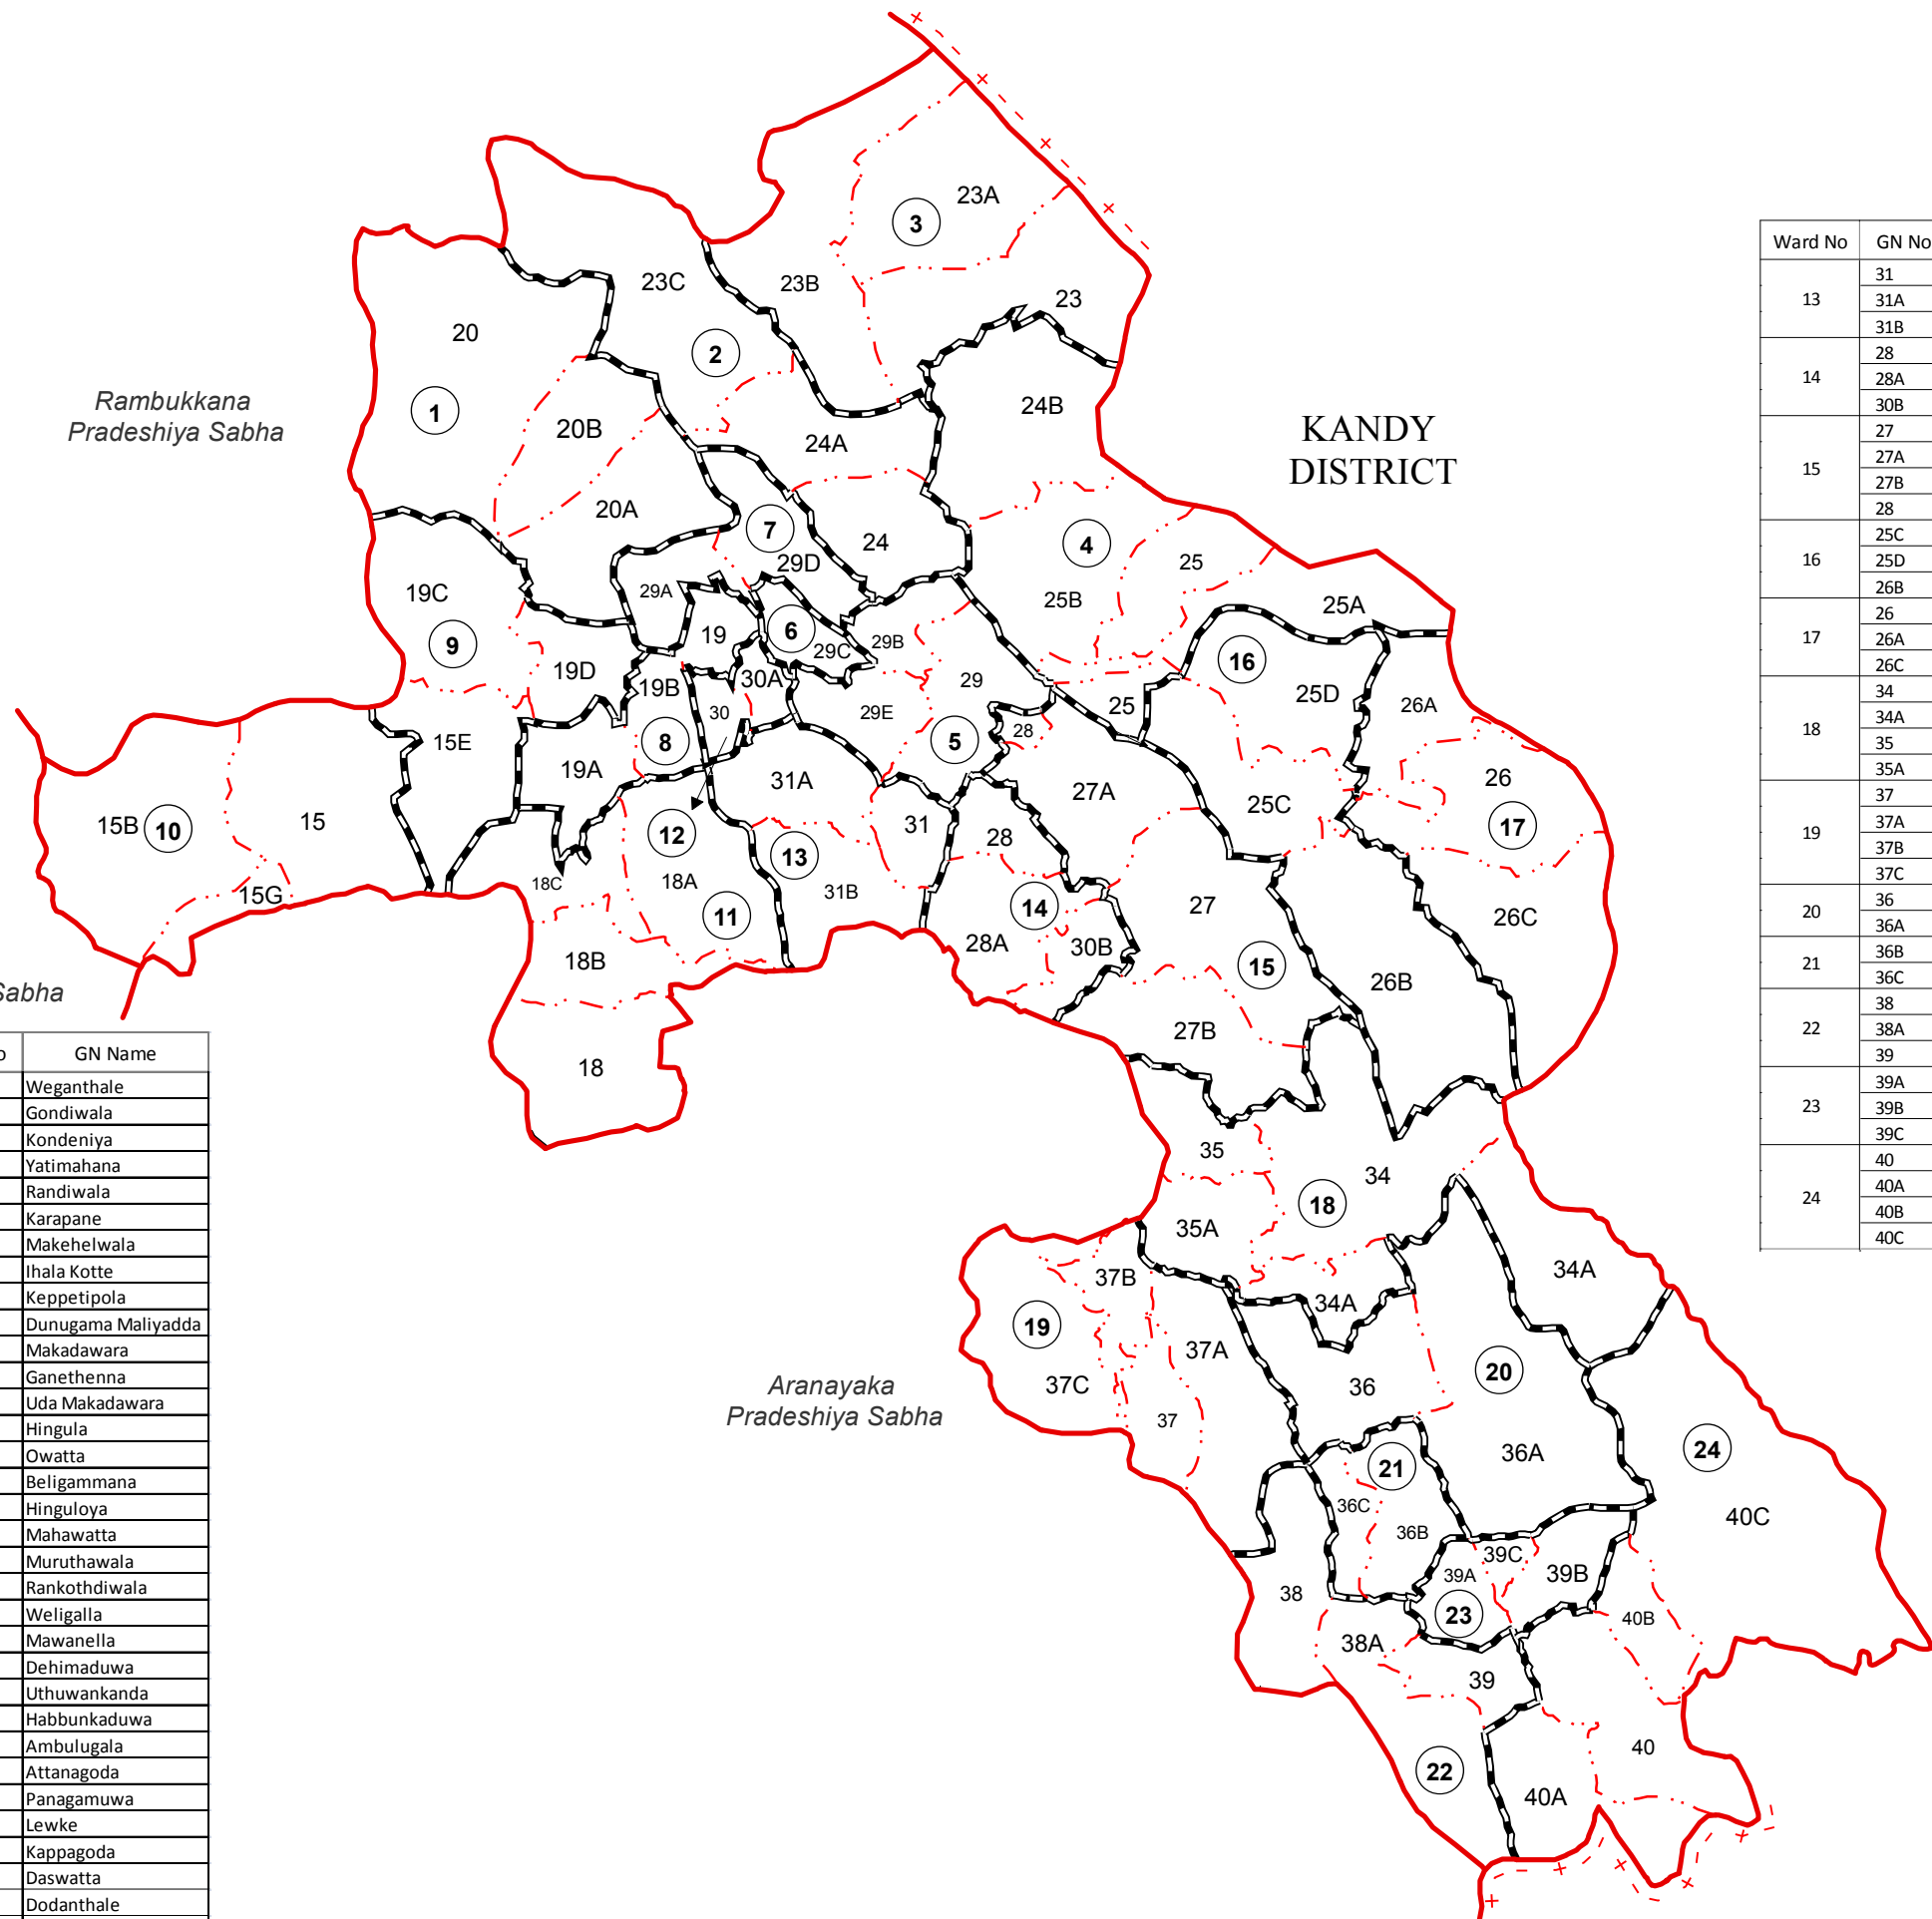 23A
3
23B
23C
23
20
2
24B
Rambukkana
Pradeshiya Sabha
1
20B
24A
KANDY
DISTRICT
20A
7
24
4
25
29D
29A
19C
25B
25A
6
19
29C
29B
9
16
19D
19B
30A
29
25D
26A
30
29E
25
28
15E
8
5
19A
31A
27A
26
25C
15B
10
15
12
31
28
17
13
18C
18A
31B
15G
11
14
27
26C
28A
30B
18B
15
26B
Sabha
27B
18
35
34
18
35A
37B
34A
34A
19
37A
20
Aranayaka
Pradeshiya Sabha
37C
36
37
24
21
36A
36C
40C
36B
39C
39A
39B
38
23
40B
38A
39
40
22
40A
Ward No GN No
13
31
31A
31B
14
28
28A
30B
15
27
27A
27B
28
16
25C
25D
26B
17
26
26A
26C
18
34
34A
35
35A
19
37
37A
37B
37C
20
36
36A
21
36B
36C
22
38
38A
39
23
39A
39B
39C
24
40
40A
40B
40C
o GN Name
Weganthale
Gondiwala
Kondeniya
Yatimahana
Randiwala
Karapane
Makehelwala
Ihala Kotte
Keppetipola
Dunugama Maliyadda
Makadawara
Ganethenna
Uda Makadawara
Hingula
Owatta
Beligammana
Hinguloya
Mahawatta
Muruthawala
Rankothdiwala
Weligalla
Mawanella
Dehimaduwa
Uthuwankanda
Habbunkaduwa
Ambulugala
Attanagoda
Panagamuwa
Lewke
Kappagoda
Daswatta
Dodanthale